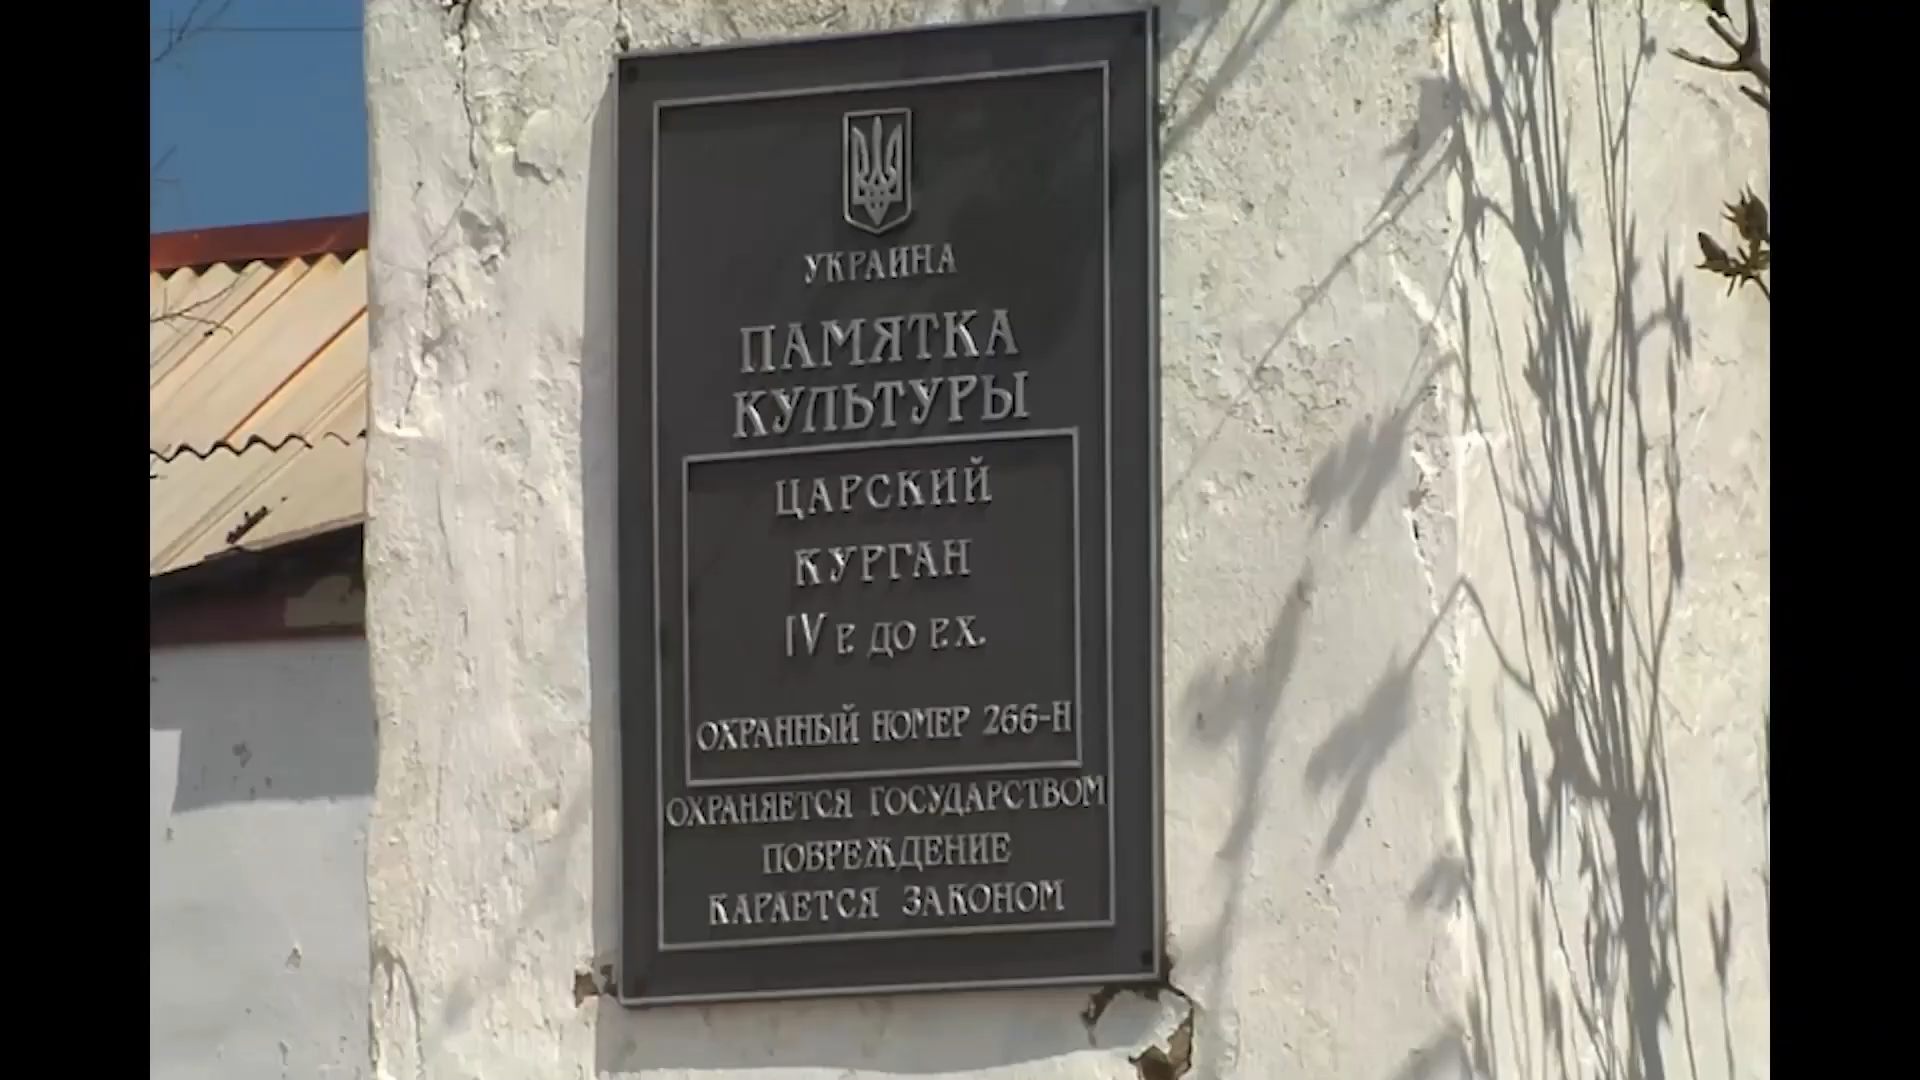 УКРАИНА
ПАМЯТКА
КУЛЬТУРЫ
ЦАРСКИЙ
КУРГАН
IV в. до Р.Х.
ОХРАННЫЙ НОМЕР 266-Н
ОХРАНЯЕТСЯ ГОСУДАРСТВОМ
ПОВРЕЖДЕНИЕ
КАРАЕТСЯ ЗАКОНОМ